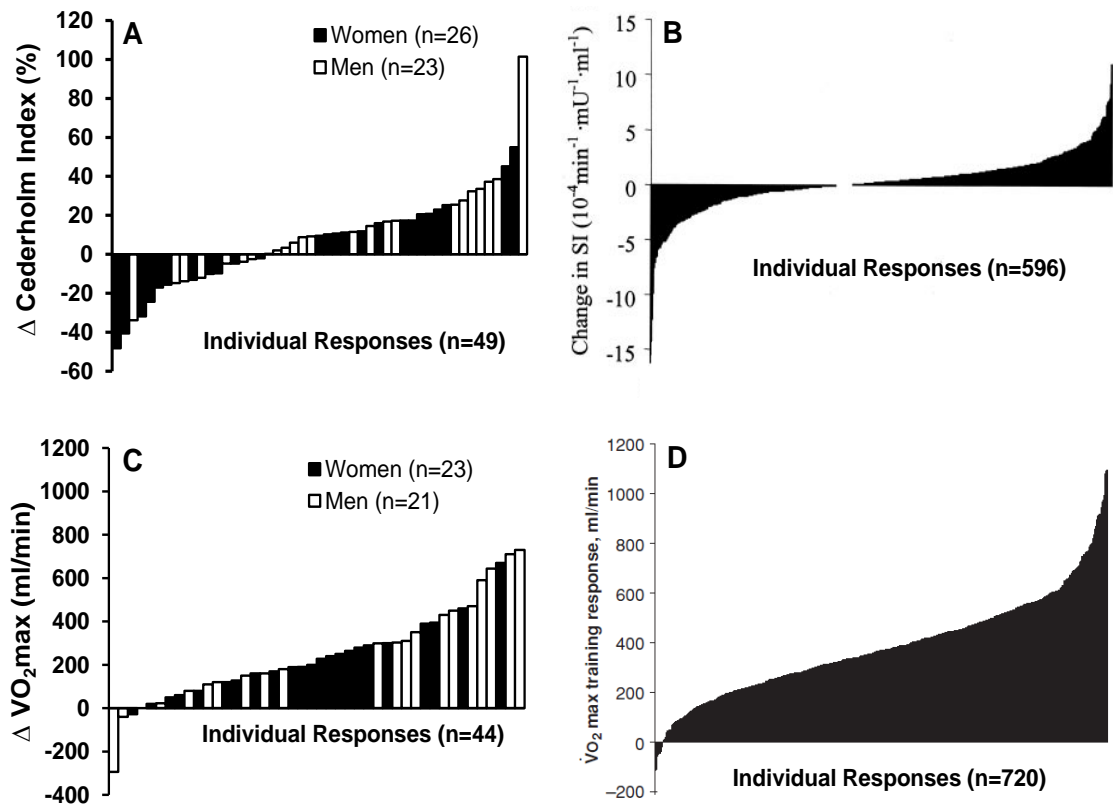 A
Women (n=26)
Men (n=23)
Δ Cederholm Index (%)
120
100
80
60
40
20
0
-20
-40
-60
Individual Responses (n=49)
B
Change in SI (10⁻⁴min⁻¹·mU⁻¹·ml⁻¹)
15
10
5
0
-5
-10
-15
Individual Responses (n=596)
C
Women (n=23)
Men (n=21)
Δ VO₂max (ml/min)
1200
1000
800
600
400
200
0
-200
-400
Individual Responses (n=44)
D
V̇O₂ max training response, ml/min
1200
1000
800
600
400
200
0
–200
Individual Responses (n=720)